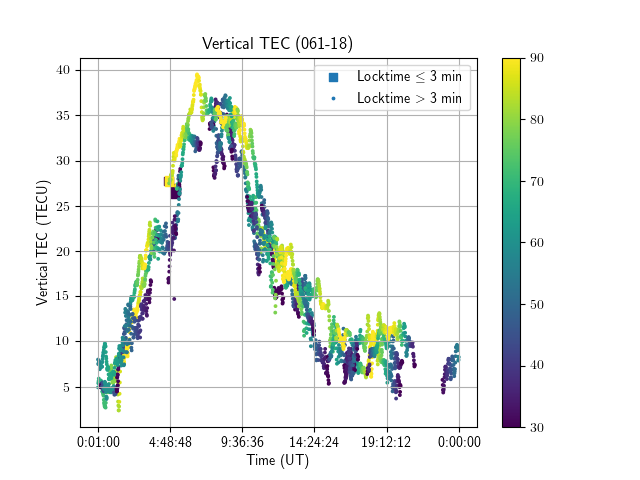 Vertical TEC (061-18)
Locktime ≤ 3 min
Locktime > 3 min
Vertical TEC (TECU)
40
35
30
25
20
15
10
5
0:01:00 4:48:48 9:36:36 14:24:24 19:12:12 0:00:00
Time (UT)
90
80
70
60
50
40
30